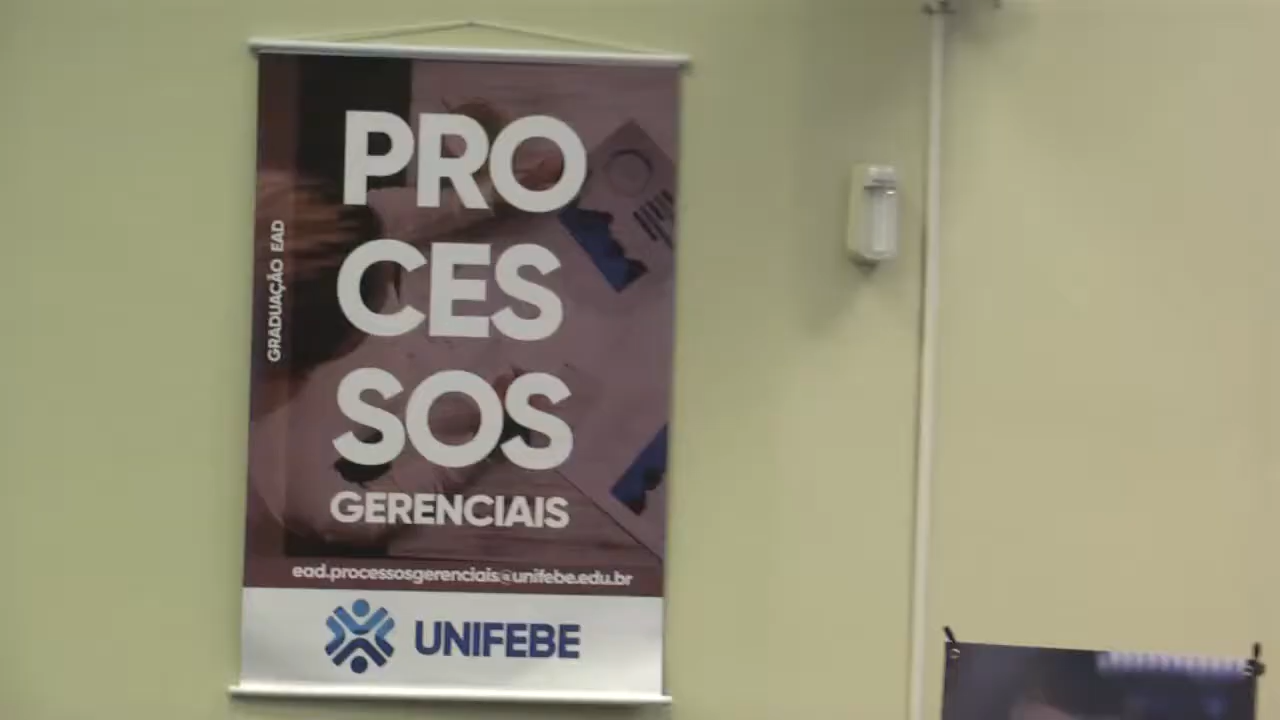 PRO
CES
SOS
GERENCIAIS
GRADUAÇÃO EAD
ead.processosgerenciais@unifebe.edu.br
UNIFEBE